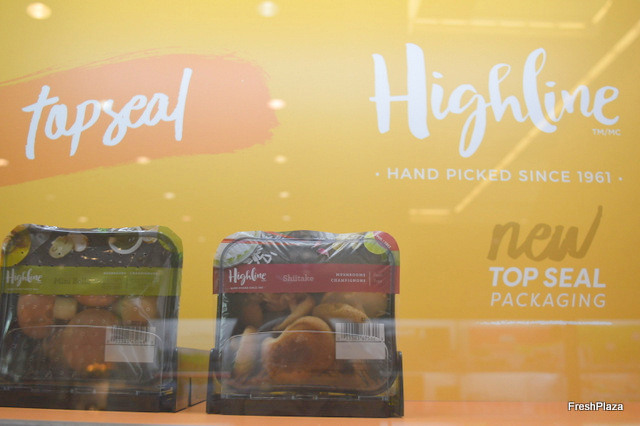 topseal
Highline
TM/MC
· HAND PICKED SINCE 1961 ·
new
TOP SEAL
PACKAGING
Highline
Highline
Shiitake
MUSHROOMS
CHAMPIGNONS
FreshPlaza